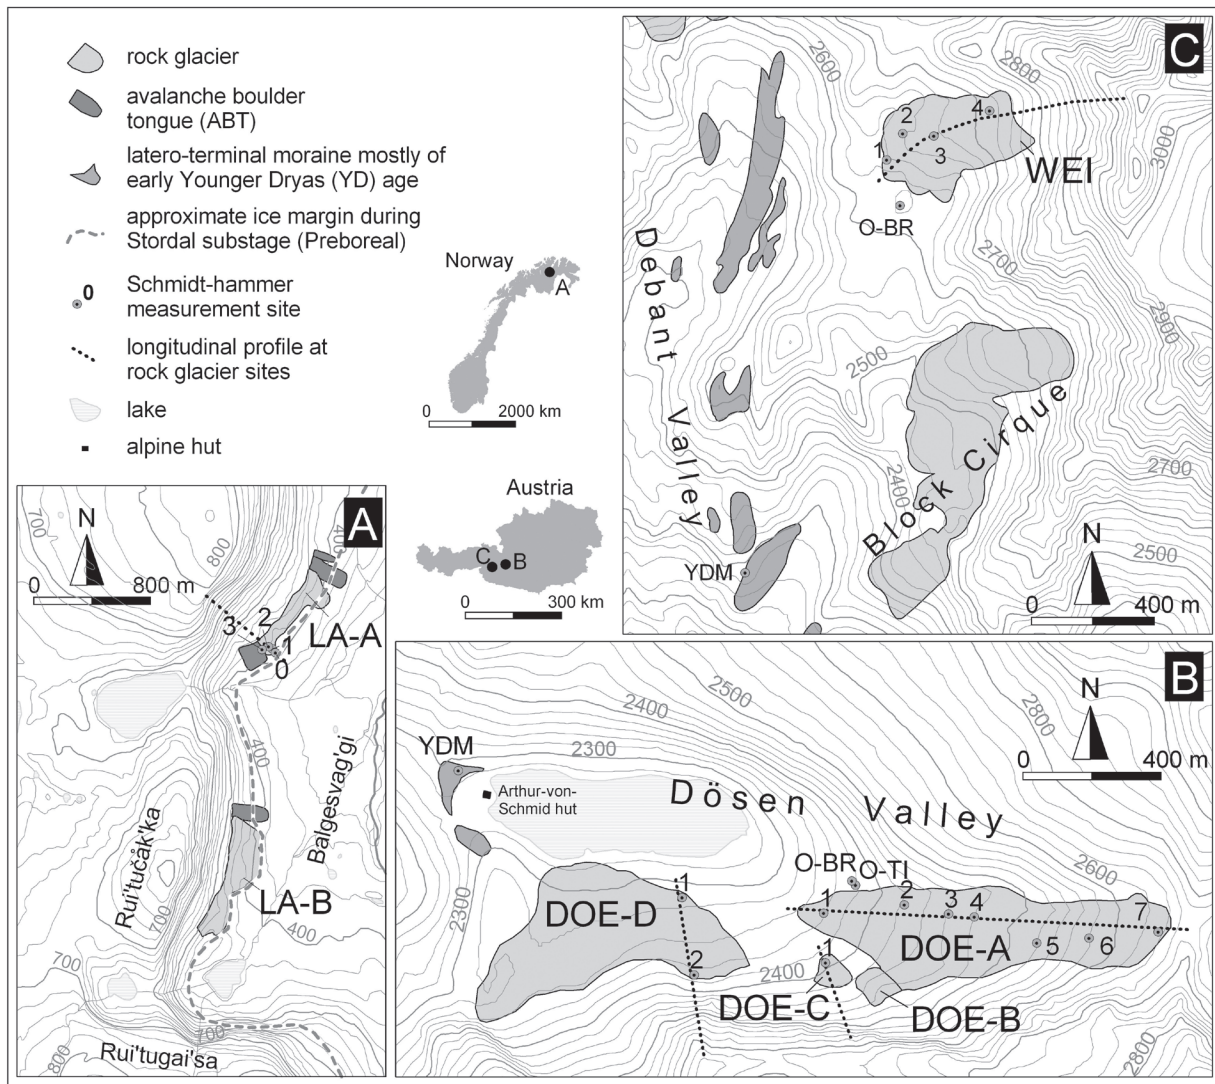 rock glacier
avalanche boulder
tongue (ABT)
latero-terminal moraine mostly of
early Younger Dryas (YD) age
approximate ice margin during
Stordal substage (Preboreal)
0
Schmidt-hammer
measurement site
longitudinal profile at
rock glacier sites
lake
alpine hut
Norway
A
0 2000 km
Austria
C B
0 300 km
A
N
0 800 m
700
800
400
3 2 1 0
LA-A
400
Balgesvag'gi
Rui'tučåk'ka
700
LA-B
400
700
700
800
Rui'tugai'sa
C
2600
2800
2 4
1 3
3000
WEI
O-BR
2700
2900
Debant Valley
2500
Block Cirque
2400
2700
2500
YDM
N
0 400 m
B
2500
2400
2300
2800
N
0 400 m
YDM
Arthur-von-
Schmid hut
Dösen Valley
2600
O-BR O-TI
2300
1
DOE-D
2
1 2 3 4 7
5 6
DOE-A
2400
1
DOE-C
DOE-B
2800